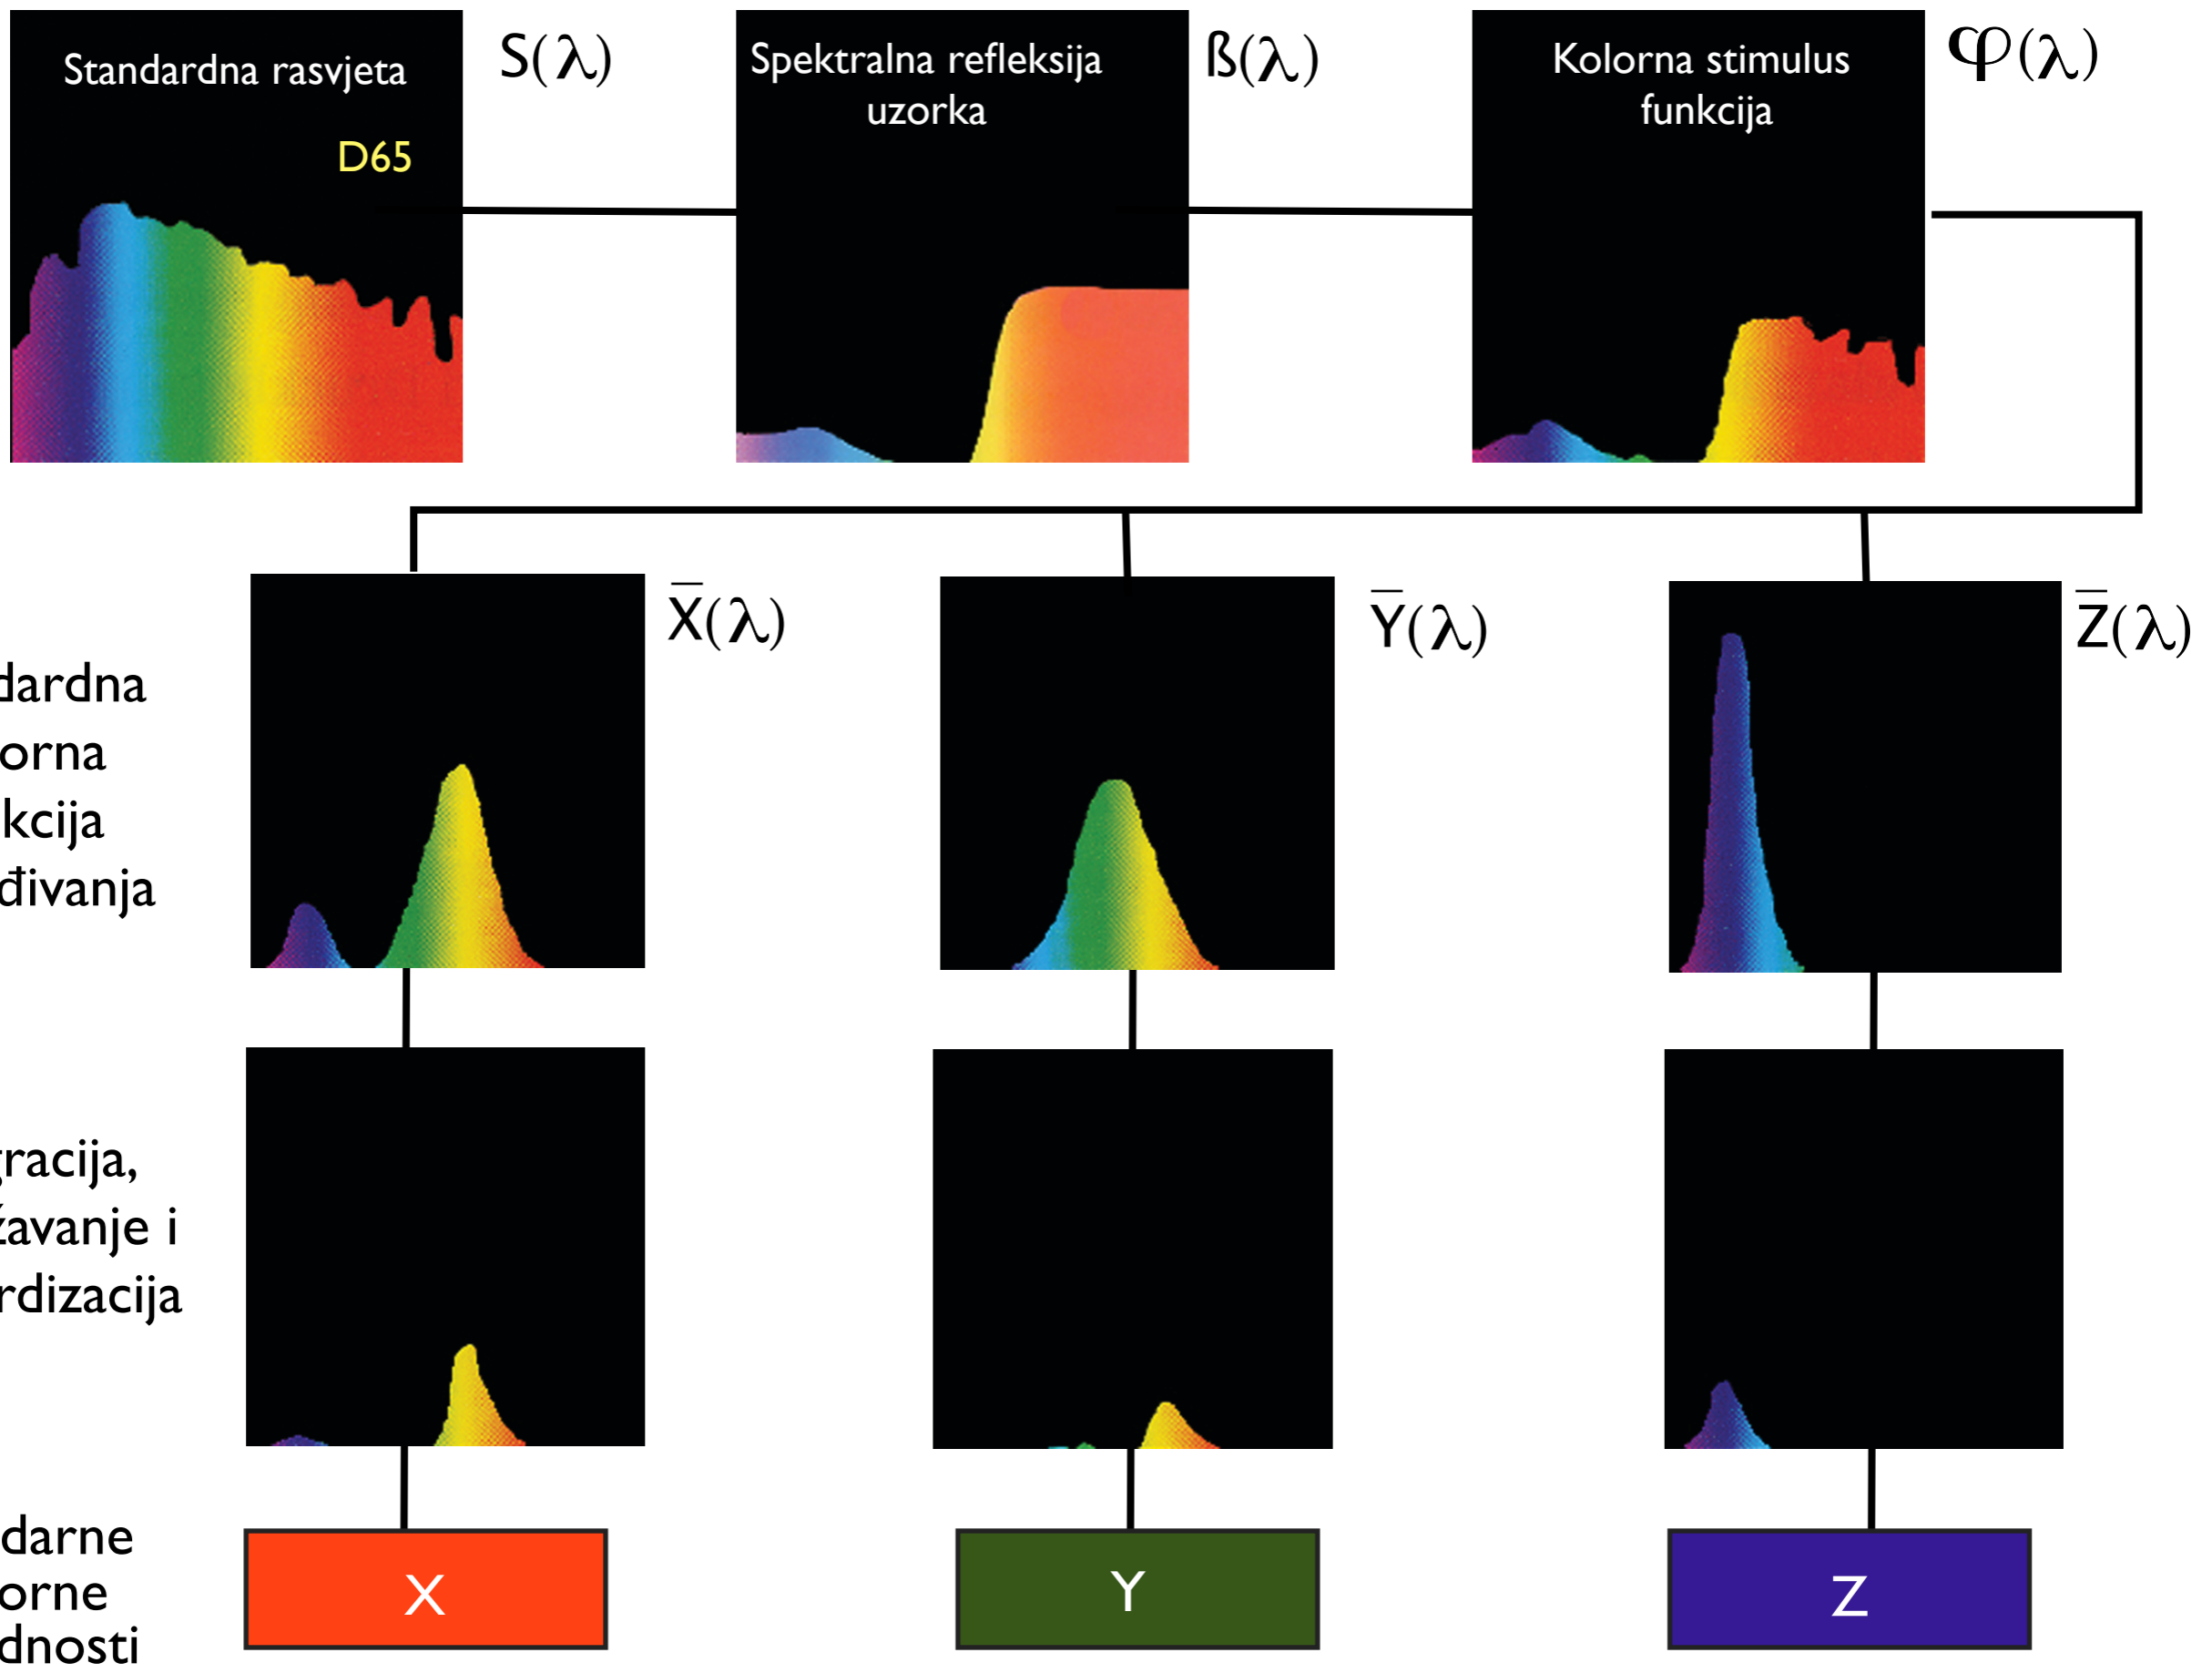 Standardna rasvjeta
D65
S(λ)
Spektralna refleksija
uzorka
ß(λ)
Kolorna stimulus
funkcija
φ(λ)
X̅(λ)
Y̅(λ)
Z̅(λ)
dardna
orna
kcija
đivanja
racija,
avanje i
rdizacija
darne
orne
dnosti
X
Y
Z